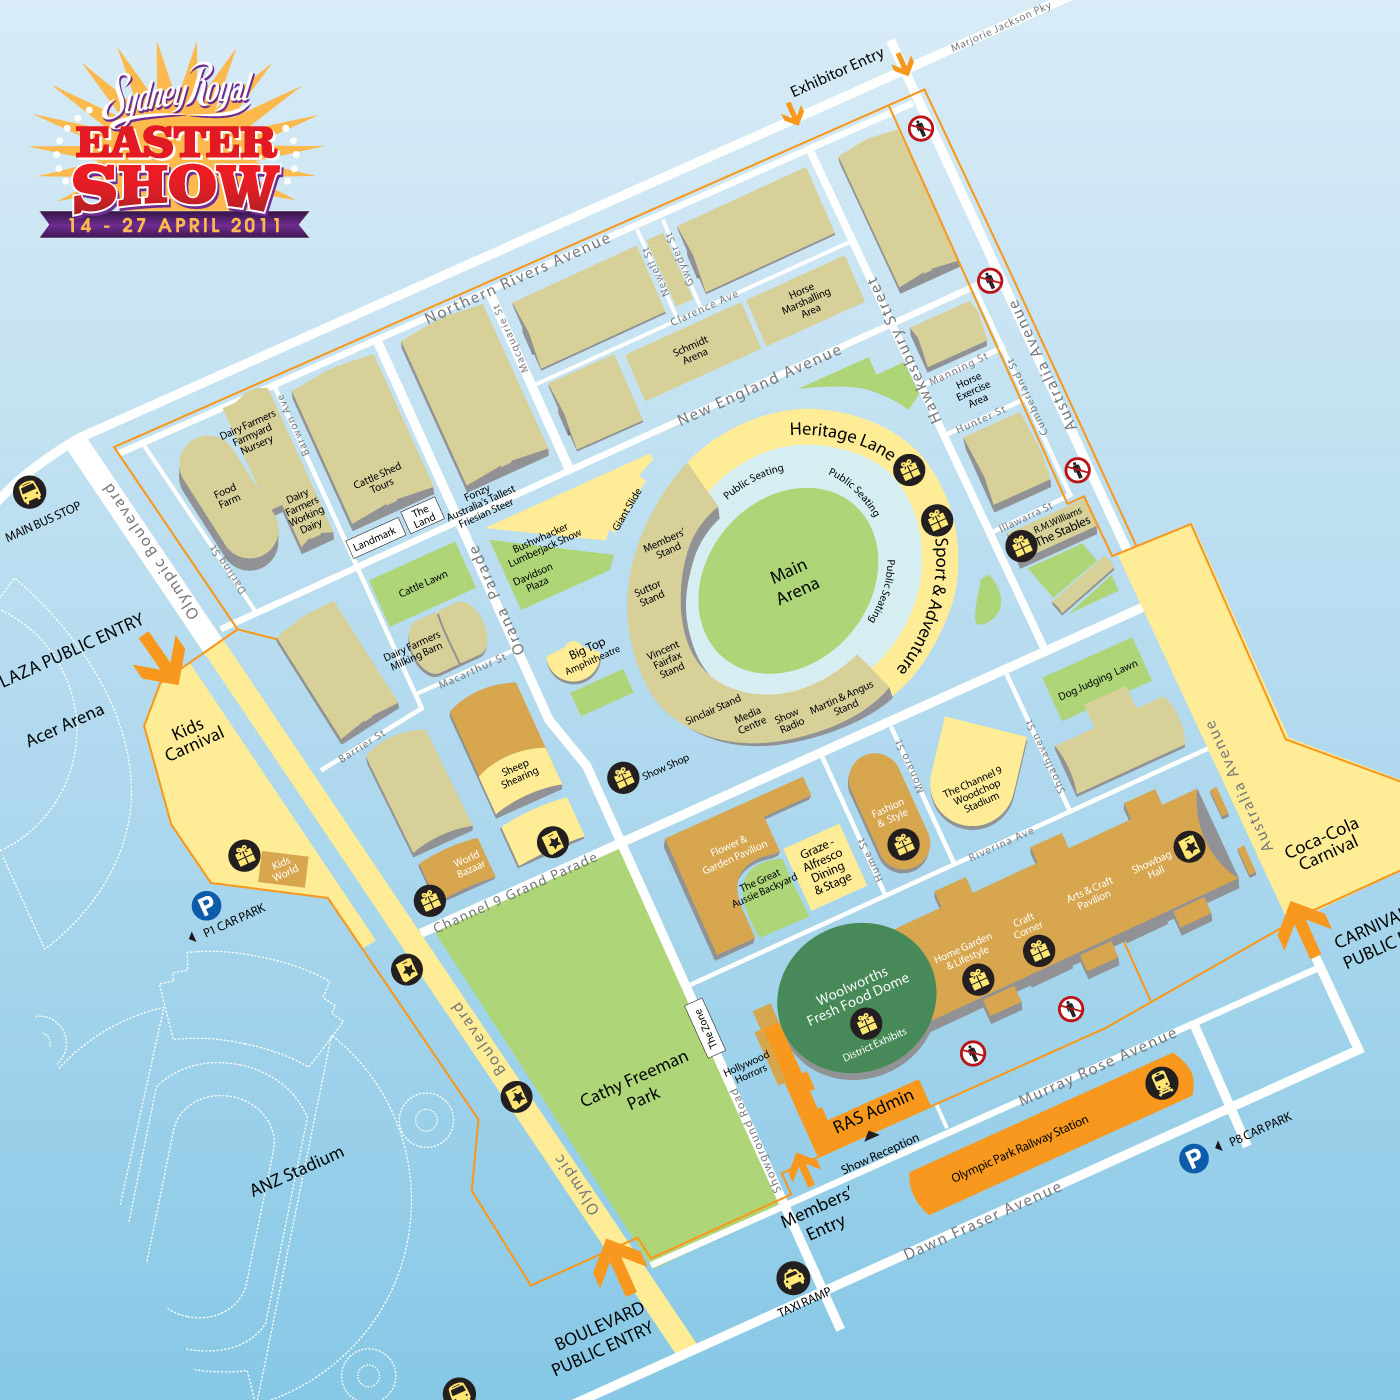 Sydney Royal
EASTER
SHOW
14 - 27 APRIL 2011
Marjorie Jackson Pky
Exhibitor Entry
Northern Rivers Avenue
Newell St
Gwydir St
Clarence Ave
Horse
Marshalling
Area
Schmidt
Arena
Macquarie St
New England Avenue
Hawkesbury Street
Manning St
Horse
Exercise
Area
Hunter St
Cumberland St
Australia Avenue
Illawarra St
R.M.Williams
The Stables
Dairy Farmers
Farmyard
Nursery
Barwon Ave
Food
Farm
Dairy
Farmers
Working
Dairy
Cattle Shed
Tours
Landmark
The
Land
Fonzy
Australia's Tallest
Friesian Steer
Darling St
MAIN BUS STOP
Olympic Boulevard
PLAZA PUBLIC ENTRY
Acer Arena
Kids
Carnival
Kids
World
P
P1 CAR PARK
Bushwhacker
Lumberjack Show
Giant Slide
Davidson
Plaza
Cattle Lawn
Dairy Farmers
Milking Barn
Macarthur St
Orana Parade
Big Top
Amphitheatre
Barrier St
Sheep
Shearing
World
Bazaar
Show Shop
Channel 9 Grand Parade
Heritage Lane
Sport & Adventure
Public Seating
Public Seating
Public Seating
Main
Arena
Members'
Stand
Suttor
Stand
Vincent
Fairfax
Stand
Sinclair Stand
Media
Centre
Show
Radio
Martin & Angus
Stand
Dog Judging Lawn
Shoalhaven St
The Channel 9
Woodchop
Stadium
Monaro St
Fashion
& Style
Hume St
Riverina Ave
Flower &
Garden Pavilion
The Great
Aussie Backyard
Graze -
Alfresco
Dining
& Stage
Australia Avenue
Coca-Cola
Carnival
CARNIVAL
PUBLIC
Showbag
Hall
Arts & Craft
Pavilion
Craft
Corner
Home Garden
& Lifestyle
Woolworths
Fresh Food Dome
District Exhibits
The Zone
Hollywood
Horrors
Showground Road
Cathy Freeman
Park
RAS Admin
Show Reception
Members'
Entry
Murray Rose Avenue
Olympic Park Railway Station
P
P8 CAR PARK
Dawn Fraser Avenue
TAXI RAMP
ANZ Stadium
Boulevard
Olympic
BOULEVARD
PUBLIC ENTRY